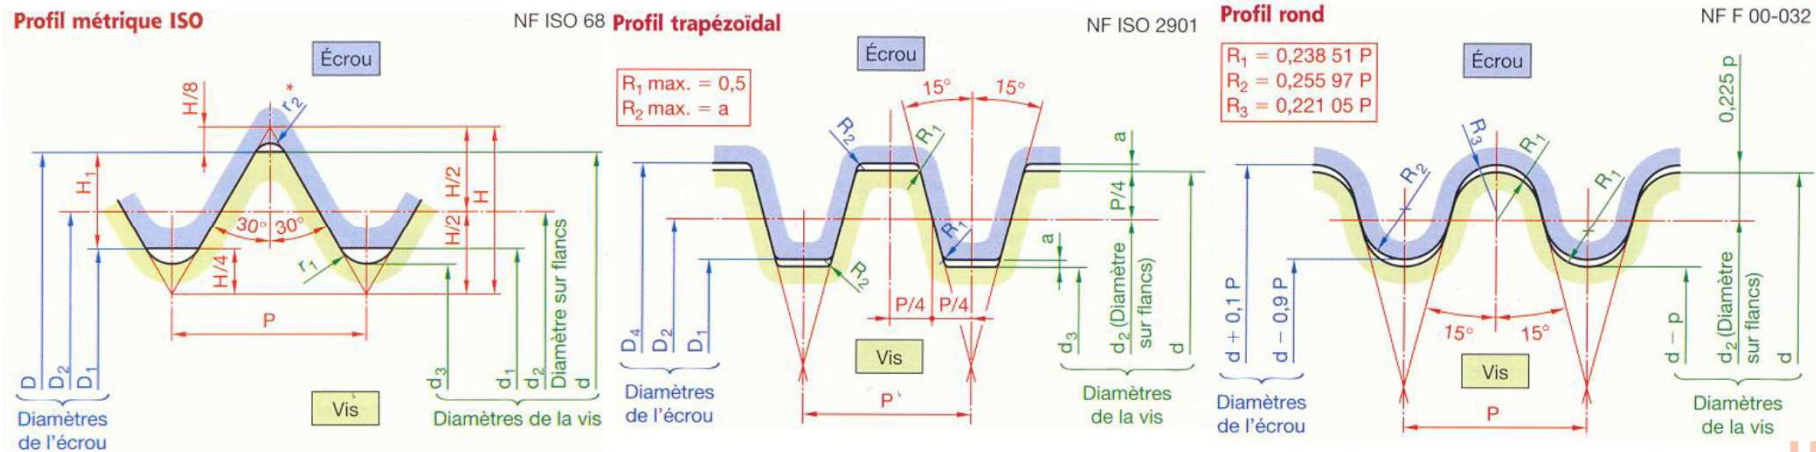 Profil métrique ISO
NF ISO 68
Écrou
H/8
r₂ *
H₁
H/2
H
30° 30°
H/2
r₁
H/4
P
D
D₂
D₁
d₃
d₁
d₂
Diamètre sur flancs
d
Vis
Diamètres
de l'écrou
Diamètres de la vis
Profil trapézoïdal
NF ISO 2901
R₁ max. = 0,5
R₂ max. = a
Écrou
15° 15°
R₂
R₁
a
P/4
R₁
a
R₂
P/4 P/4
D₄
D₂
D₁
d₃
d₂ (Diamètre
sur flancs)
d
Vis
P
Diamètres
de l'écrou
Diamètres
de la vis
Profil rond
NF F 00-032
R₁ = 0,238 51 P
R₂ = 0,255 97 P
R₃ = 0,221 05 P
Écrou
0,225 p
R₃
R₁
R₂
R₁
15° 15°
d + 0,1 P
d – 0,9 P
d – p
d₂ (Diamètre
sur flancs)
d
Vis
P
Diamètres
de l'écrou
Diamètres
de la vis